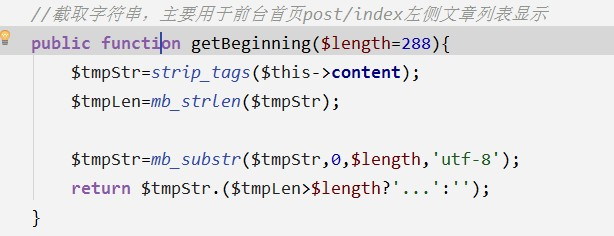 //截取字符串，主要用于前台首页post/index左侧文章列表显示
public function getBeginning($length=288){
$tmpStr=strip_tags($this->content);
$tmpLen=mb_strlen($tmpStr);
$tmpStr=mb_substr($tmpStr,0,$length,'utf-8');
return $tmpStr.($tmpLen>$length?'...':'');
}